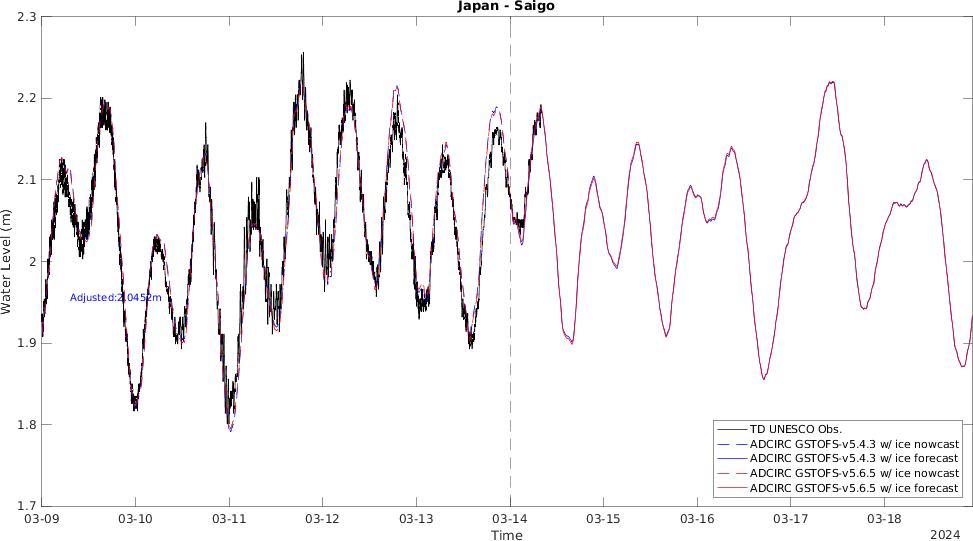 Japan - Saigo
2.3
2.2
2.1
2
1.9
1.8
1.7
Water Level (m)
Adjusted:2.0452m
TD UNESCO Obs.
ADCIRC GSTOFS-v5.4.3 w/ ice nowcast
ADCIRC GSTOFS-v5.4.3 w/ ice forecast
ADCIRC GSTOFS-v5.6.5 w/ ice nowcast
ADCIRC GSTOFS-v5.6.5 w/ ice forecast
03-09 03-10 03-11 03-12 03-13 03-14 03-15 03-16 03-17 03-18
Time
2024